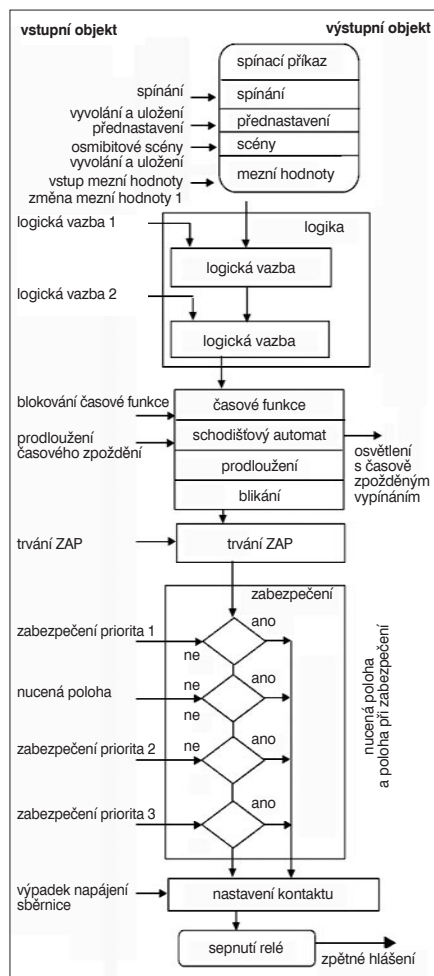 vstupní objekt
výstupní objekt
spínací příkaz
spínání
spínání
vyvolání a uložení
přednastavení
přednastavení
osmibitové scény
vyvolání a uložení
scény
vstup mezní hodnoty
změna mezní hodnoty 1
mezní hodnoty
logická vazba 1
logika
logická vazba
logická vazba 2
logická vazba
blokování časové funkce
časové funkce
prodloužení
časového zpoždění
schodišťový automat
osvětlení
s časově
zpožděným
vypínáním
prodloužení
blikání
trvání ZAP
trvání ZAP
zabezpečení
zabezpečení priorita 1
ano
ne
nucená poloha
ne
ano
ne
zabezpečení priorita 2
ne
ano
zabezpečení priorita 3
ano
nucená poloha
a poloha při zabezpečení
výpadek napájení
sběrnice
nastavení kontaktu
sepnutí relé
zpětné hlášení